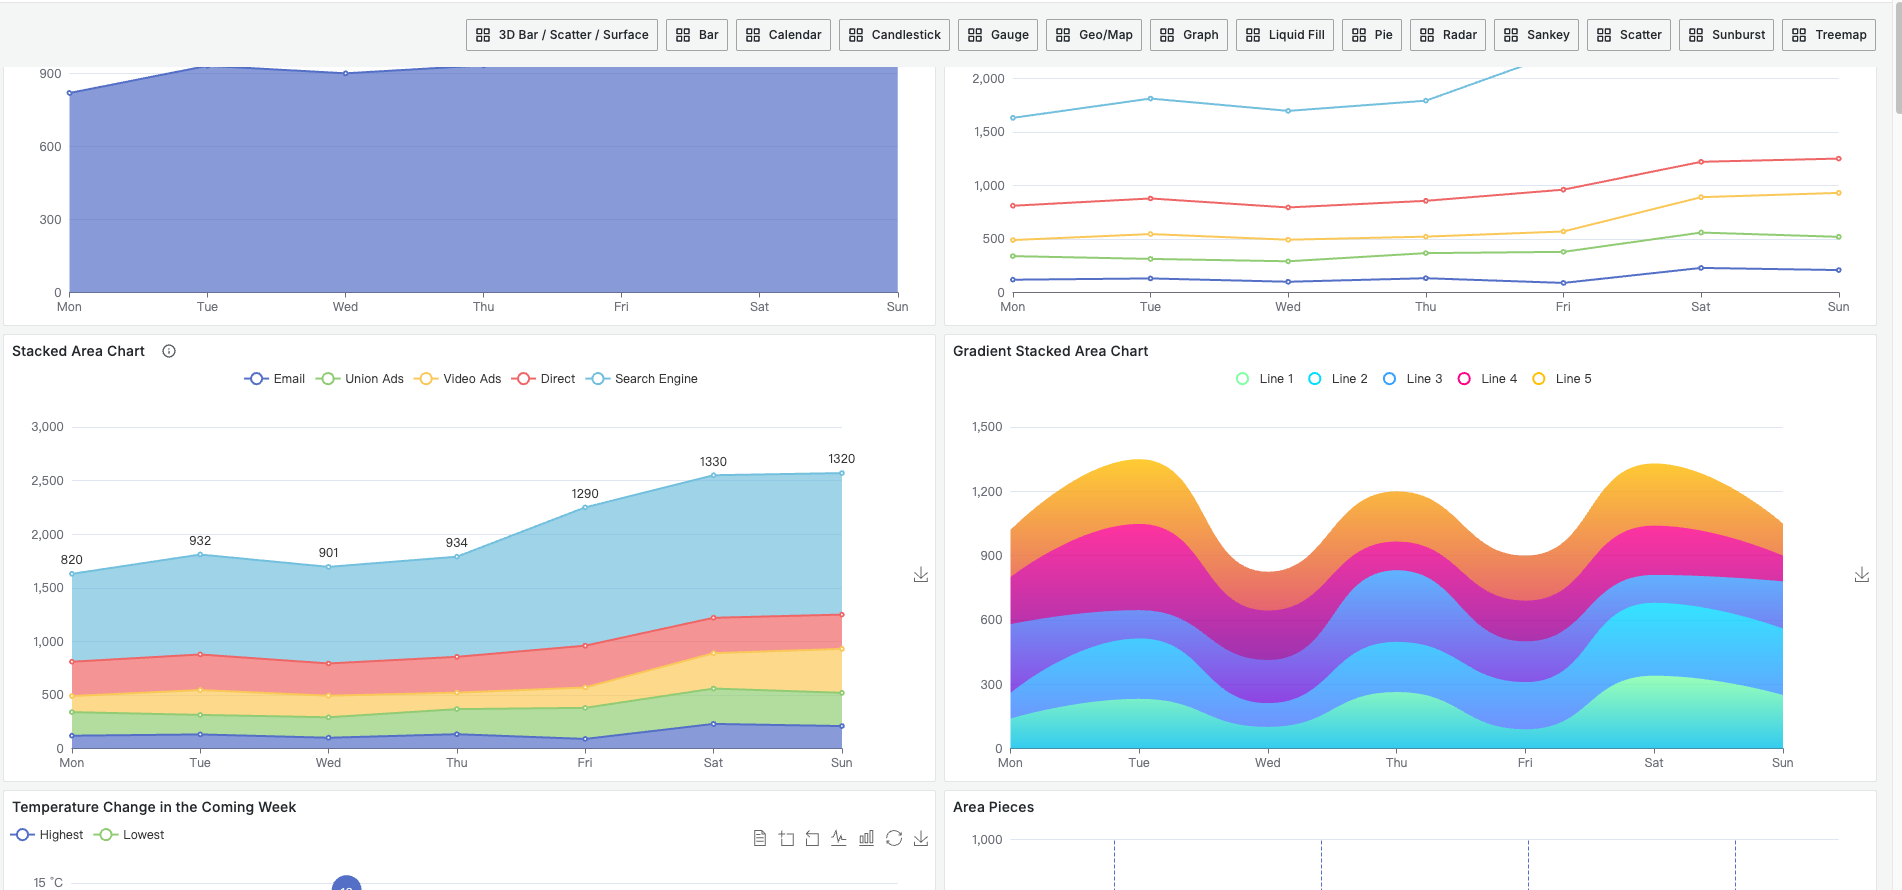 3D Bar / Scatter / Surface Bar Calendar Candlestick Gauge Geo/Map Graph Liquid Fill Pie Radar Sankey Scatter Sunburst Treemap
900
600
300
0
Mon Tue Wed Thu Fri Sat Sun
2,000
1,500
1,000
500
0
Mon Tue Wed Thu Fri Sat Sun
Stacked Area Chart
Email Union Ads Video Ads Direct Search Engine
3,000
2,500
2,000
1,500
1,000
500
0
820 932 901 934 1290 1330 1320
Mon Tue Wed Thu Fri Sat Sun
Gradient Stacked Area Chart
Line 1 Line 2 Line 3 Line 4 Line 5
1,500
1,200
900
600
300
0
Mon Tue Wed Thu Fri Sat Sun
Temperature Change in the Coming Week
Highest Lowest
15 °C
Area Pieces
1,000